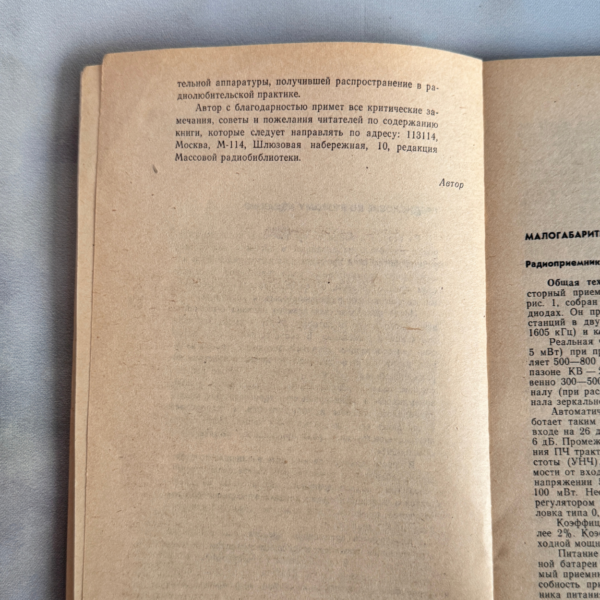 тельной аппаратуры, получившей распространение в ра-
диолюбительской практике.
Автор с благодарностью примет все критические за-
мечания, советы и пожелания читателей по содержанию
книги, которые следует направлять по адресу: 113114,
Москва, М-114, Шлюзовая набережная, 10, редакция
Массовой радиобиблиотеки.
Автор
МАЛОГАБАРИТ
Радиоприемник
Общая тех
сторный прием
рис. 1, собран
диодах. Он пр
станций в дву
1605 кГц) и к
Реальная ч
5 мВт) при пр
ляет 500—800
пазоне КВ — 
венно 300—500
налу (при рас
нала зеркально
Автоматич
ботает таким
входе на 26 д
6 дБ. Промеж
ния ПЧ тракт
стоты (УНЧ)
мости от вход
напряжении
100 мВт. Нес
регулятором
ловка типа 0,
Коэффиц
лее 2%. Коэ
ходной мощн
Питание
ной батареи
мый приемни
собность при
ника питани